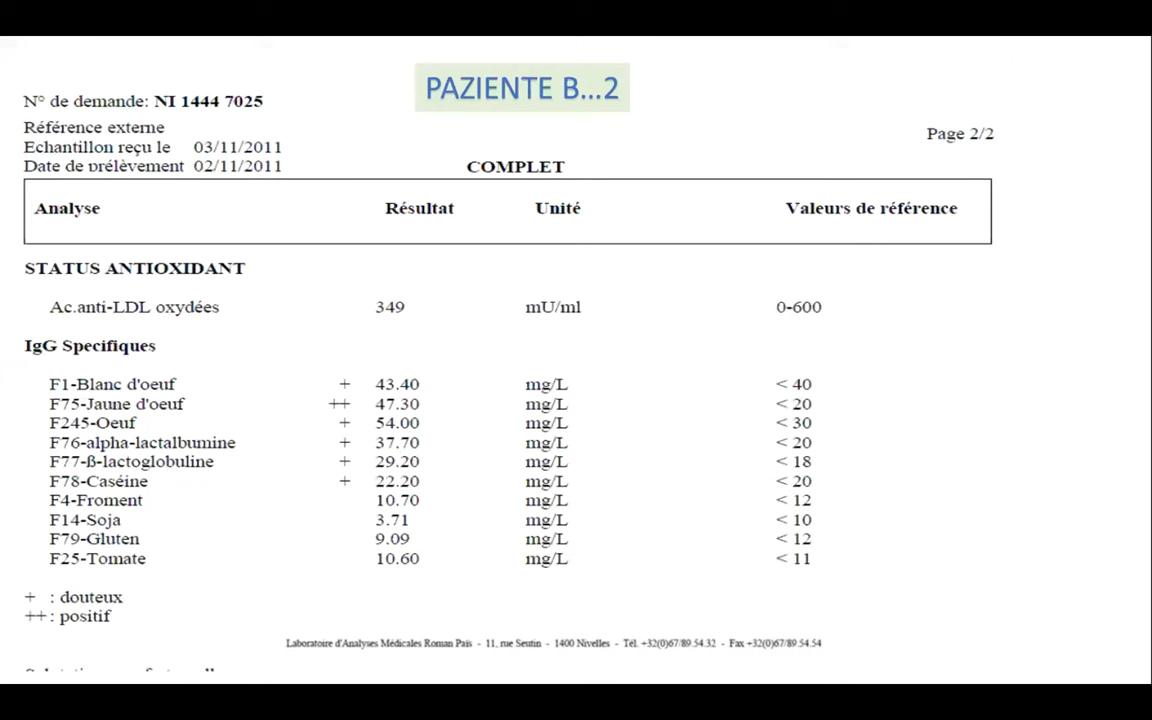 PAZIENTE B...2
N° de demande: NI 1444 7025
Référence externe
Echantillon reçu le 03/11/2011
Page 2/2
Date de prélèvement 02/11/2011
COMPLET
Analyse Résultat Unité Valeurs de référence
STATUS ANTIOXIDANT
Ac.anti-LDL oxydées 349 mU/ml 0-600
IgG Specifiques
F1-Blanc d'oeuf + 43.40 mg/L < 40
F75-Jaune d'oeuf ++ 47.30 mg/L < 20
F245-Oeuf + 54.00 mg/L < 30
F76-alpha-lactalbumine + 37.70 mg/L < 20
F77-ß-lactoglobuline + 29.20 mg/L < 18
F78-Caséine + 22.20 mg/L < 20
F4-Froment 10.70 mg/L < 12
F14-Soja 3.71 mg/L < 10
F79-Gluten 9.09 mg/L < 12
F25-Tomate 10.60 mg/L < 11
+ : douteux
++ : positif
Laboratoire d'Analyses Médicales Roman Païs - 11, rue Seutin - 1400 Nivelles - Tél. +32(0)67/89.54.32 - Fax +32(0)67/89.54.54